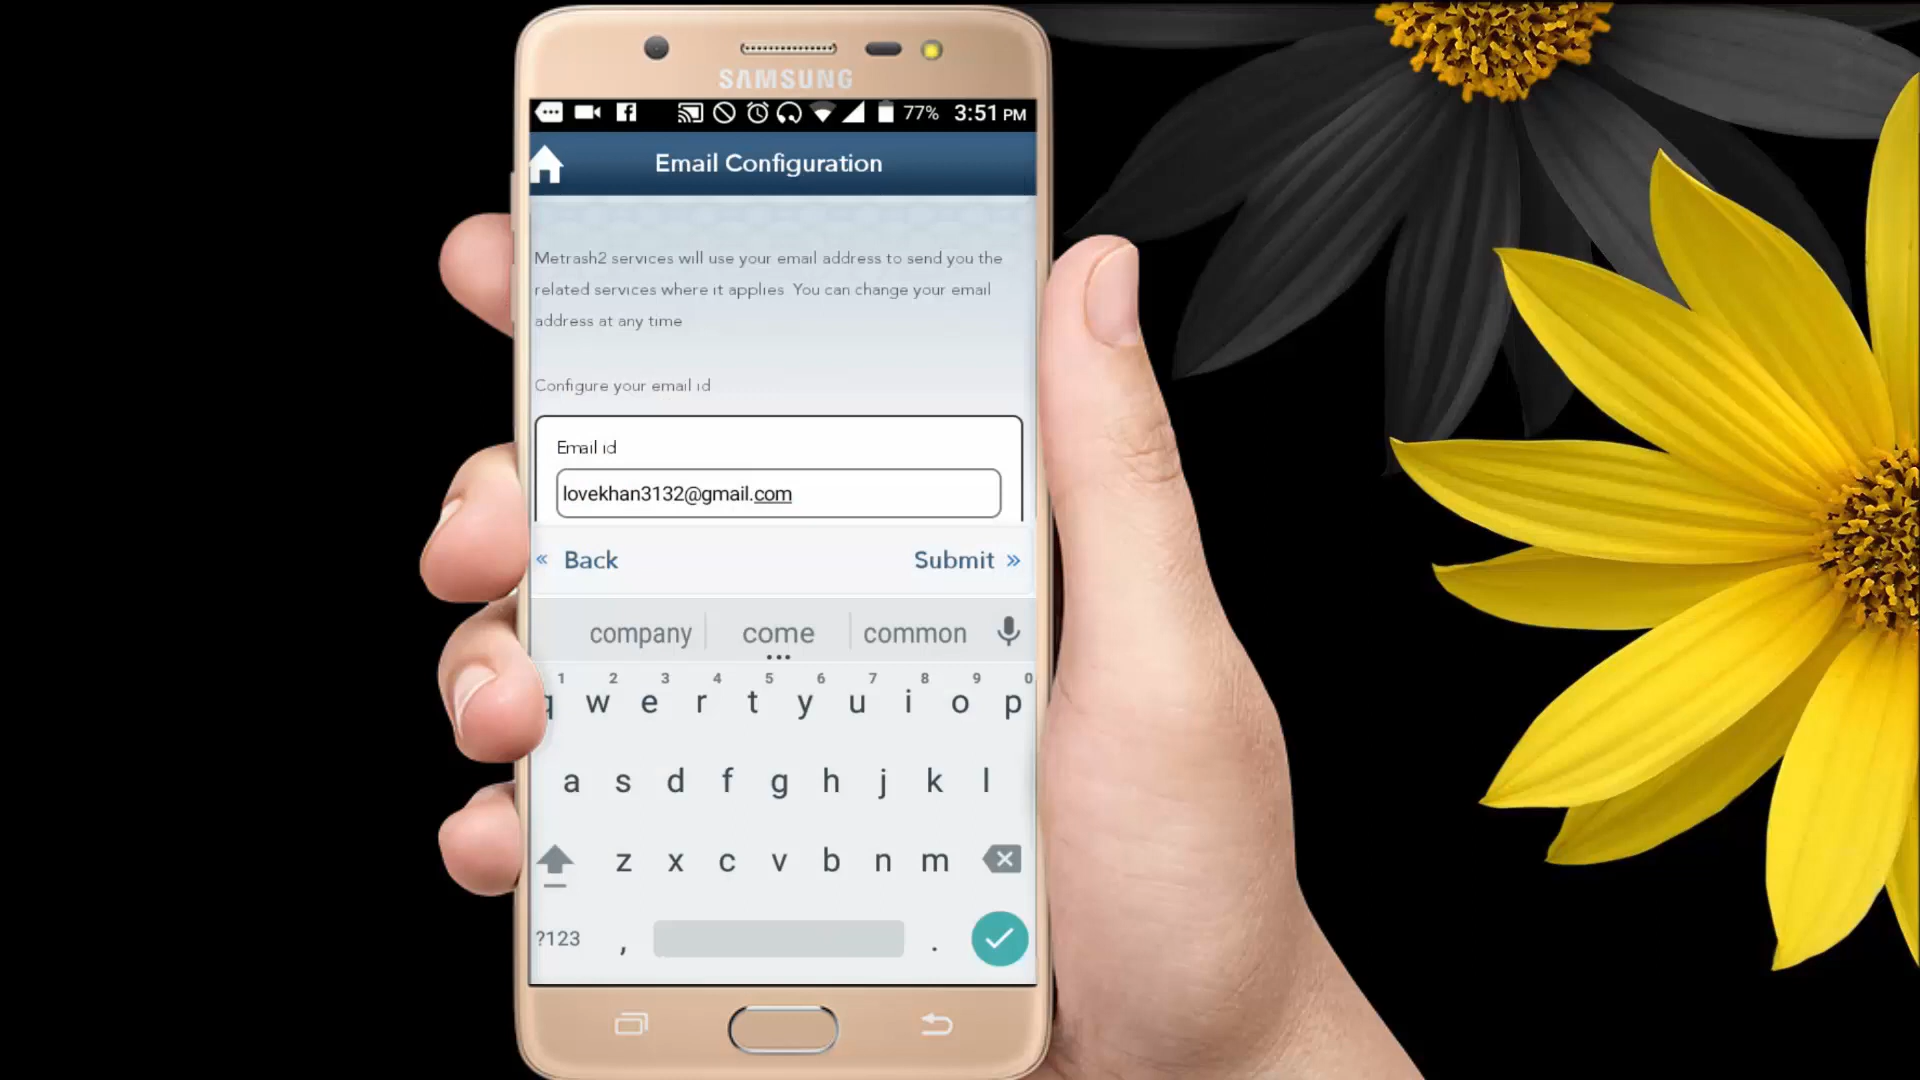 SAMSUNG
77% 3:51 PM
Email Configuration
Metrash2 services will use your email address to send you the
related services where it applies You can change your email
address at any time
Configure your email id
Email id
lovekhan3132@gmail.com
« Back Submit »
company come common
1 2 3 4 5 6 7 8 9 0
q w e r t y u i o p
a s d f g h j k l
z x c v b n m
?123 , .